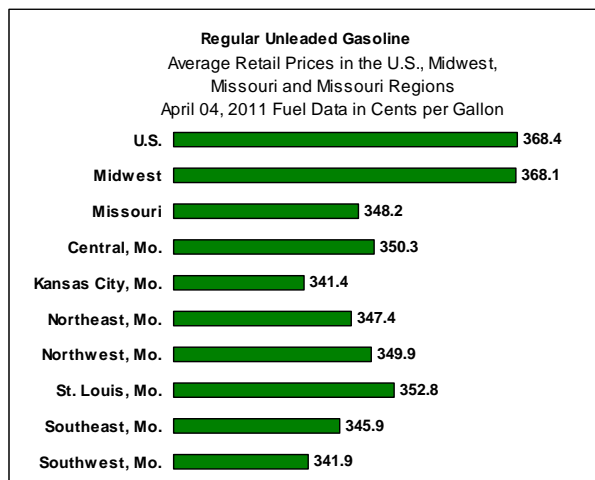 Regular Unleaded Gasoline
Average Retail Prices in the U.S., Midwest,
Missouri and Missouri Regions
April 04, 2011 Fuel Data in Cents per Gallon
U.S. 368.4
Midwest 368.1
Missouri 348.2
Central, Mo. 350.3
Kansas City, Mo. 341.4
Northeast, Mo. 347.4
Northwest, Mo. 349.9
St. Louis, Mo. 352.8
Southeast, Mo. 345.9
Southwest, Mo. 341.9